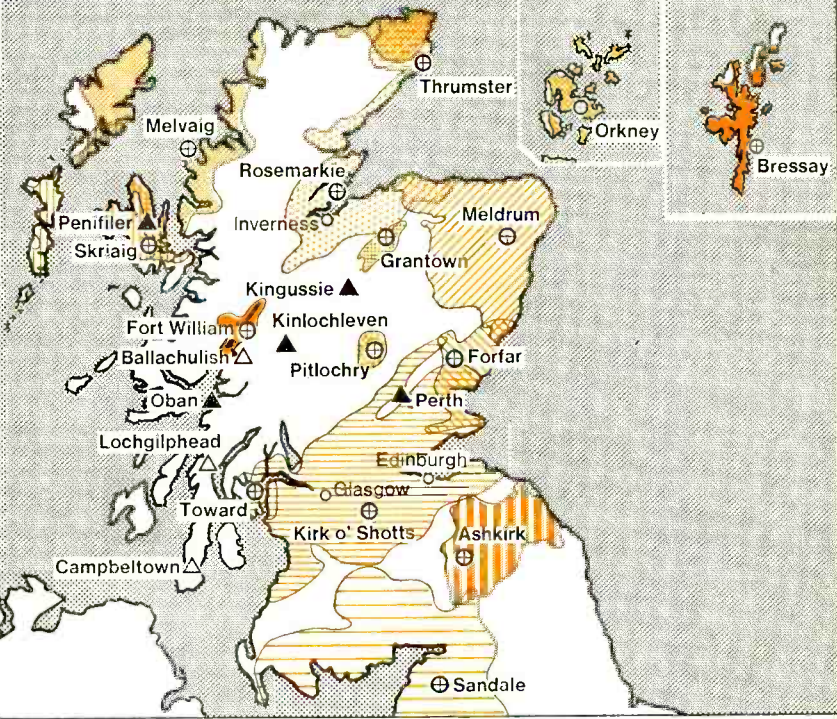 Thrumster
Orkney
Bressay
Melvaig
Rosemarkie
Penifiler
Inverness
Meldrum
Skriaig
Grantown
Kingussie
Fort William
Kinlochleven
Ballachulish
Forfar
Pitlochry
Oban
Perth
Lochgilphead
Edinburgh
Glasgow
Toward
Kirk o' Shotts
Ashkirk
Campbeltown
Sandale